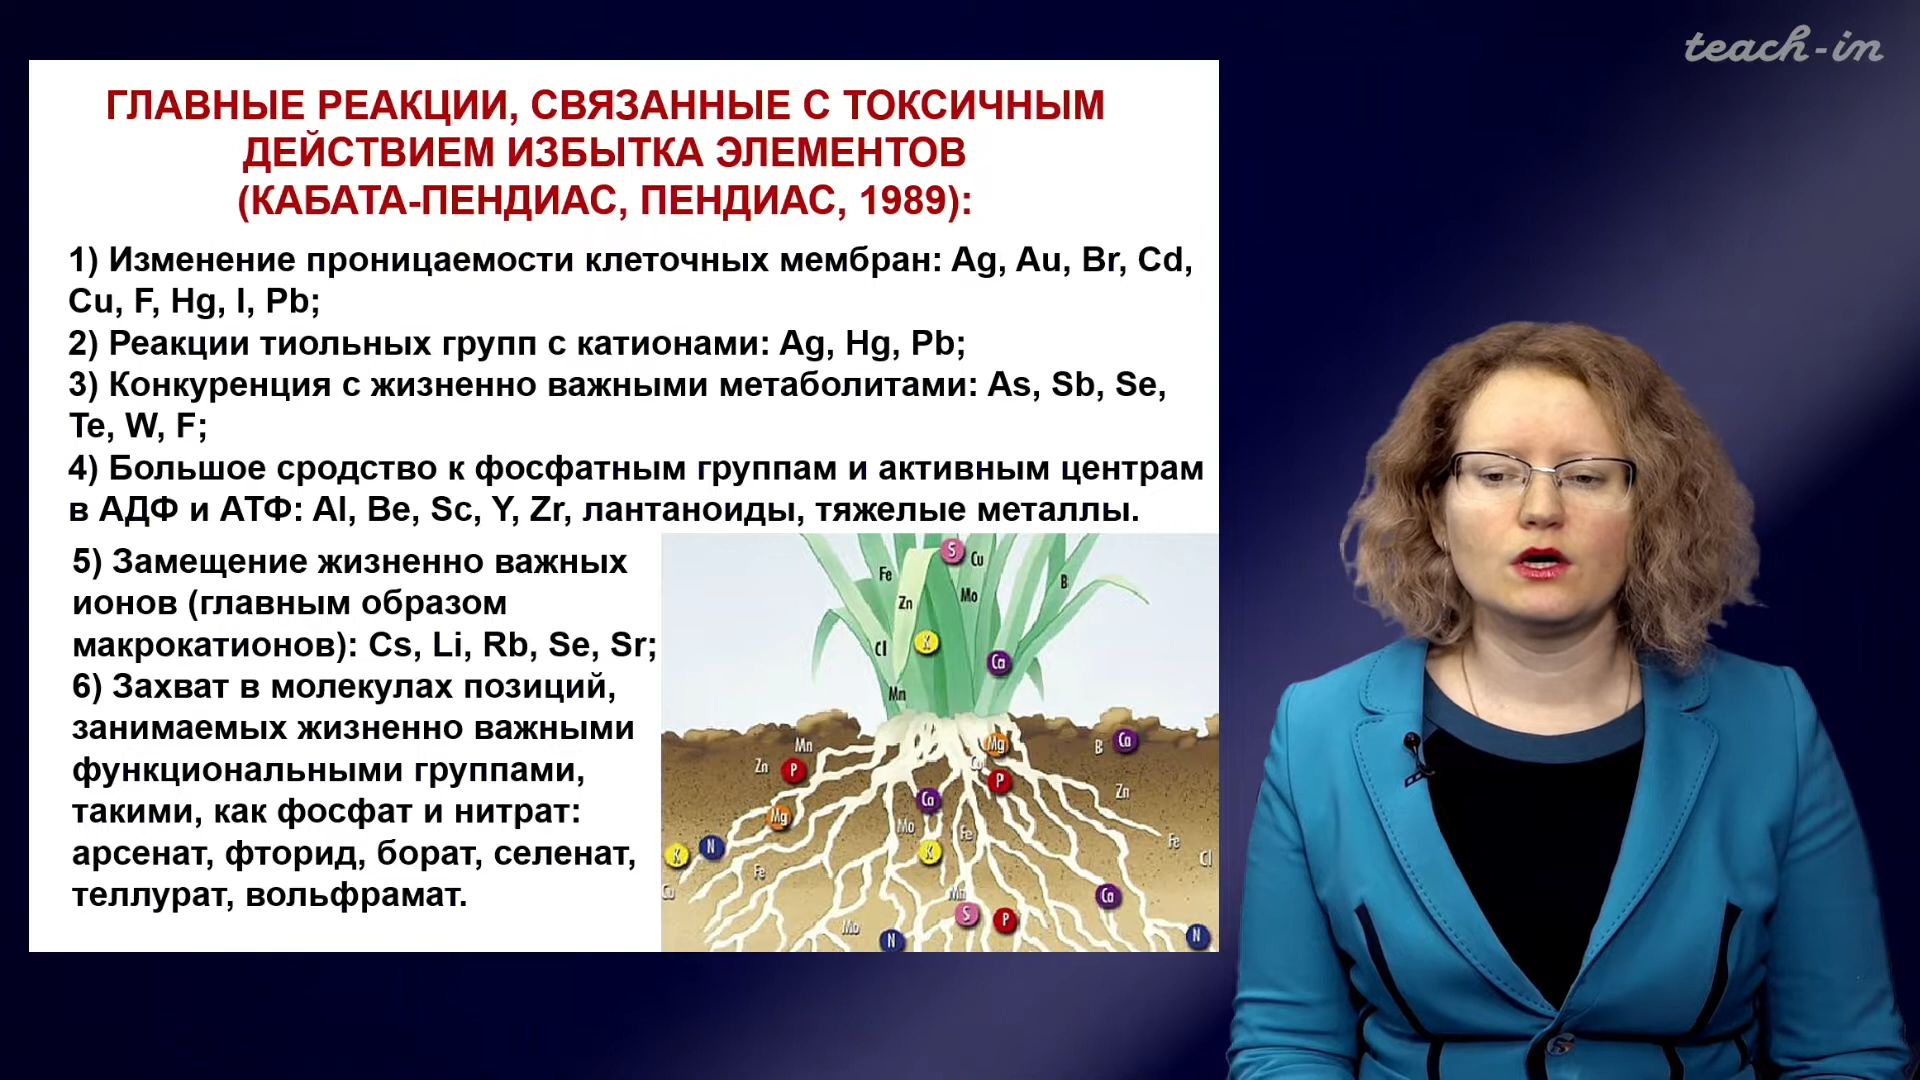 teach-in
ГЛАВНЫЕ РЕАКЦИИ, СВЯЗАННЫЕ С ТОКСИЧНЫМ
ДЕЙСТВИЕМ ИЗБЫТКА ЭЛЕМЕНТОВ
(КАБАТА-ПЕНДИАС, ПЕНДИАС, 1989):
1) Изменение проницаемости клеточных мембран: Ag, Au, Br, Cd,
Cu, F, Hg, I, Pb;
2) Реакции тиольных групп с катионами: Ag, Hg, Pb;
3) Конкуренция с жизненно важными метаболитами: As, Sb, Se,
Te, W, F;
4) Большое сродство к фосфатным группам и активным центрам
в АДФ и АТФ: Al, Be, Sc, Y, Zr, лантаноиды, тяжелые металлы.
5) Замещение жизненно важных
ионов (главным образом
макрокатионов): Cs, Li, Rb, Se, Sr;
6) Захват в молекулах позиций,
занимаемых жизненно важными
функциональными группами,
такими, как фосфат и нитрат:
арсенат, фторид, борат, селенат,
теллурат, вольфрамат.
S
Cu
Fe
B
Zn
Mo
Cl
K
Ca
Mn
Mn
Mg
B
Ca
Zn
P
Cu
P
Zn
Ca
Mg
Mo
Fe
Fe
N
K
K
Cl
Fe
Cu
Mn
Ca
S
P
Mo
N
N